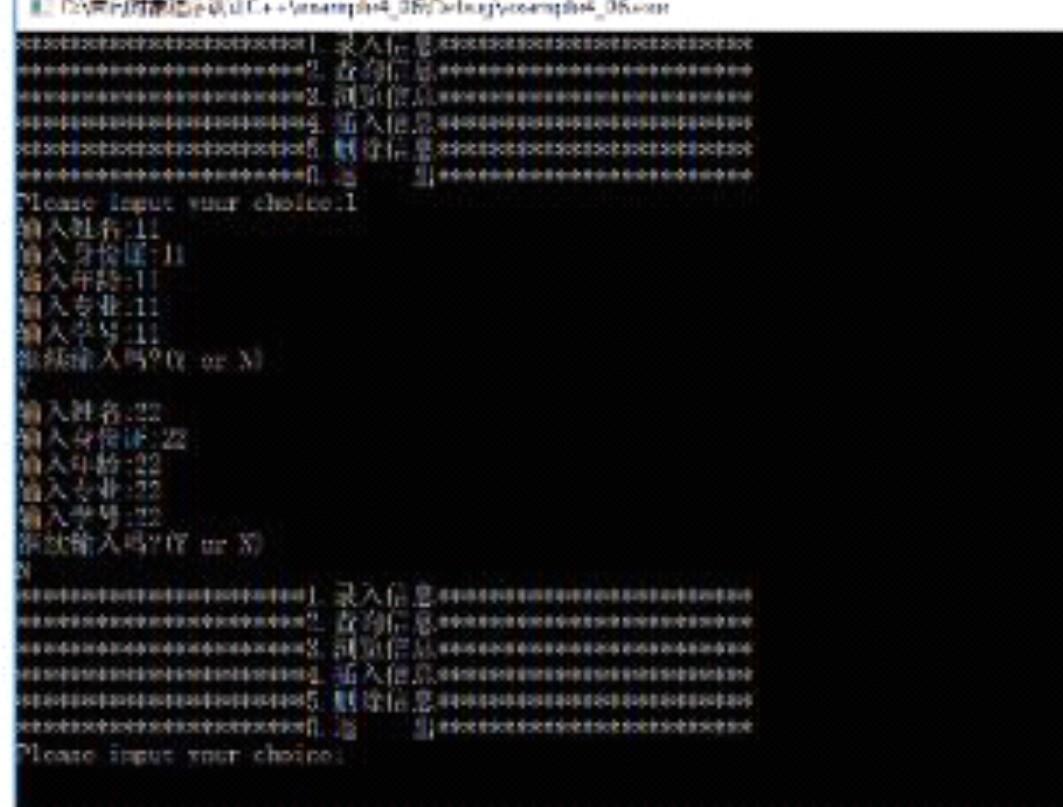 ************************1. 录入信息**************************
************************2. 查询信息**************************
************************3. 浏览信息**************************
************************4. 插入信息**************************
************************5. 删除信息**************************
************************0. 退 出**************************
Please input your choice:1
输入姓名:11
输入身份证:11
输入年龄:11
输入专业:11
输入学号:11
继续输入吗?(Y or N)
Y
输入姓名:22
输入身份证:22
输入年龄:22
输入专业:22
输入学号:22
继续输入吗?(Y or N)
N
************************1. 录入信息**************************
************************2. 查询信息**************************
************************3. 浏览信息**************************
************************4. 插入信息**************************
************************5. 删除信息**************************
************************0. 退 出**************************
Please input your choice: